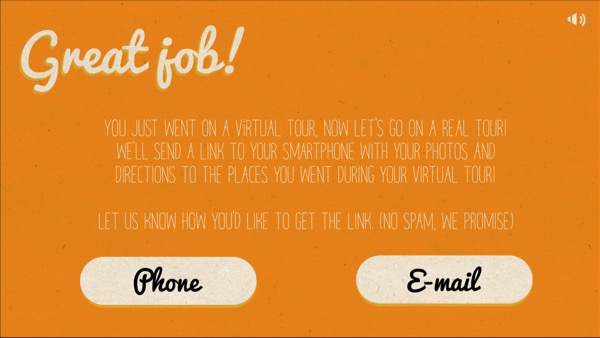 Great job!
YOU JUST WENT ON A VIRTUAL TOUR, NOW LET'S GO ON A REAL TOUR!
WE'LL SEND A LINK TO YOUR SMARTPHONE WITH YOUR PHOTOS AND
DIRECTIONS TO THE PLACES YOU WENT DURING YOUR VIRTUAL TOUR!
LET US KNOW HOW YOU'D LIKE TO GET THE LINK. (NO SPAM, WE PROMISE)
Phone
E-mail